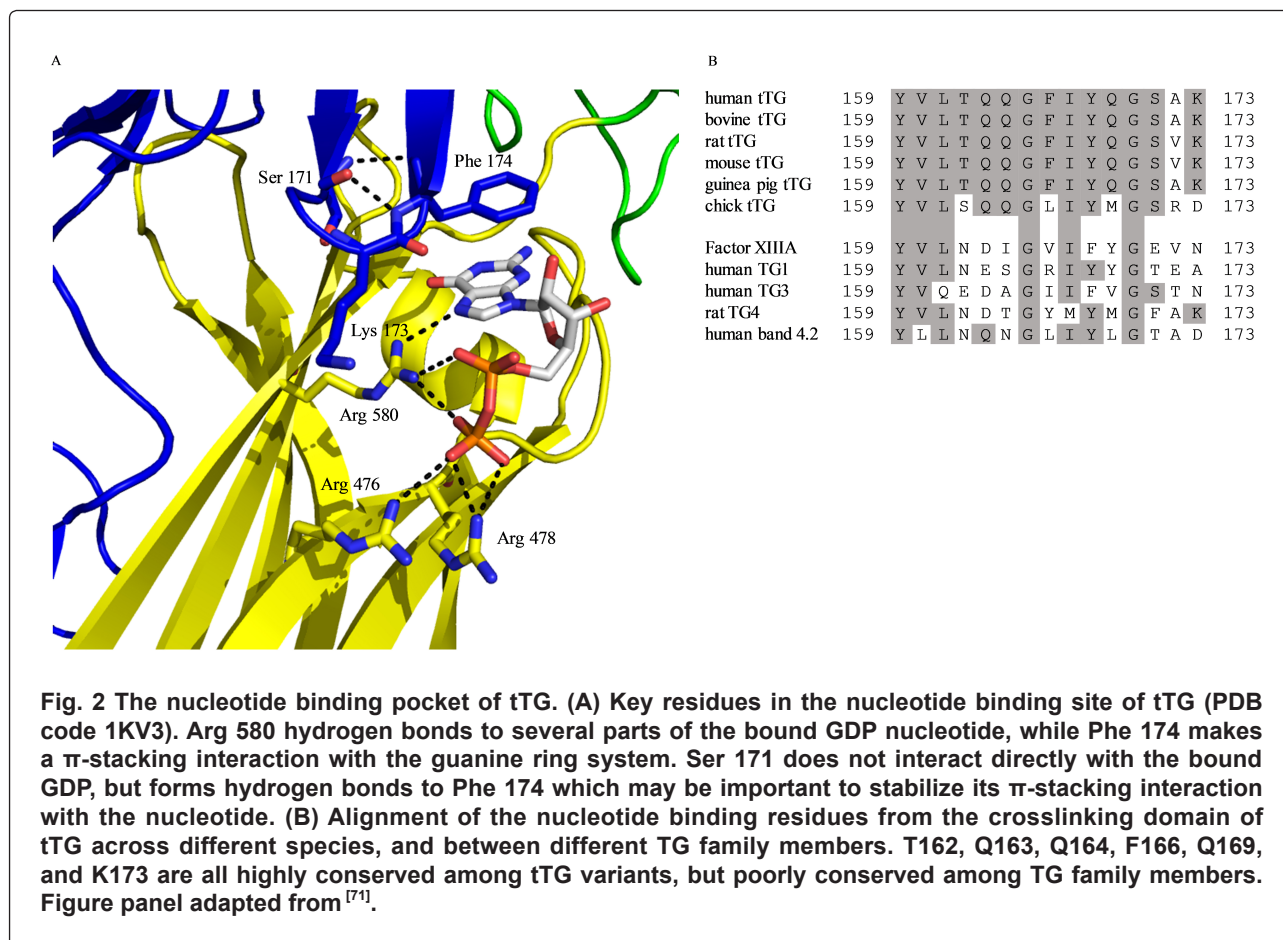 A
Ser 171
Phe 174
Lys 173
Arg 580
Arg 476
Arg 478
B
human tTG 159 Y V L T Q Q G F I Y Q G S A K 173
bovine tTG 159 Y V L T Q Q G F I Y Q G S A K 173
rat tTG 159 Y V L T Q Q G F I Y Q G S V K 173
mouse tTG 159 Y V L T Q Q G F I Y Q G S V K 173
guinea pig tTG 159 Y V L T Q Q G F I Y Q G S A K 173
chick tTG 159 Y V L S Q Q G L I Y M G S R D 173
Factor XIIIA 159 Y V L N D I G V I F Y G E V N 173
human TG1 159 Y V L N E S G R I Y Y G T E A 173
human TG3 159 Y V Q E D A G I I F V G S T N 173
rat TG4 159 Y V L N D T G Y M Y M G F A K 173
human band 4.2 159 Y L L N Q N G L I Y L G T A D 173
Fig. 2 The nucleotide binding pocket of tTG. (A) Key residues in the nucleotide binding site of tTG (PDB
code 1KV3). Arg 580 hydrogen bonds to several parts of the bound GDP nucleotide, while Phe 174 makes
a π-stacking interaction with the guanine ring system. Ser 171 does not interact directly with the bound
GDP, but forms hydrogen bonds to Phe 174 which may be important to stabilize its π-stacking interaction
with the nucleotide. (B) Alignment of the nucleotide binding residues from the crosslinking domain of
tTG across different species, and between different TG family members. T162, Q163, Q164, F166, Q169,
and K173 are all highly conserved among tTG variants, but poorly conserved among TG family members.
Figure panel adapted from [71].